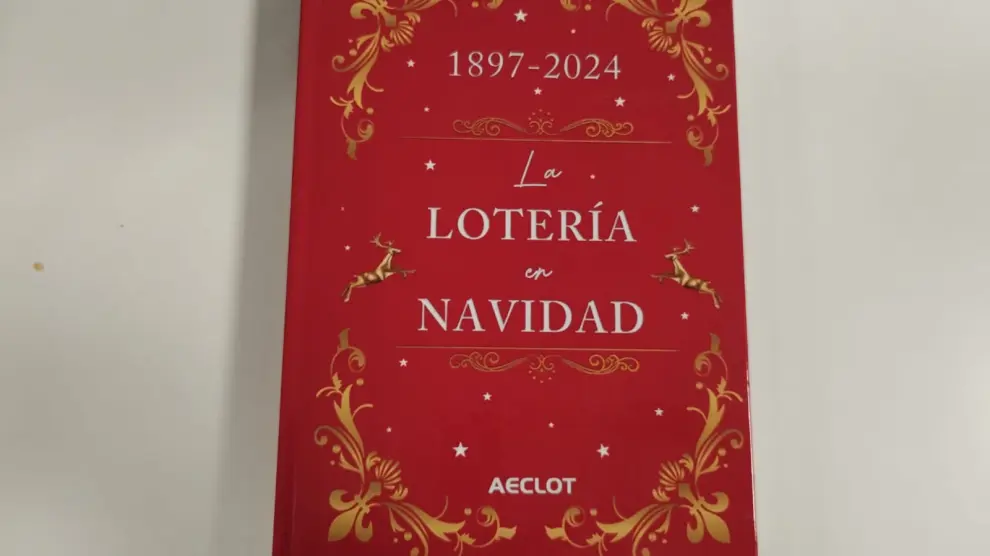 1897-2024
La
LOTERÍA
en
NAVIDAD
AECLOT